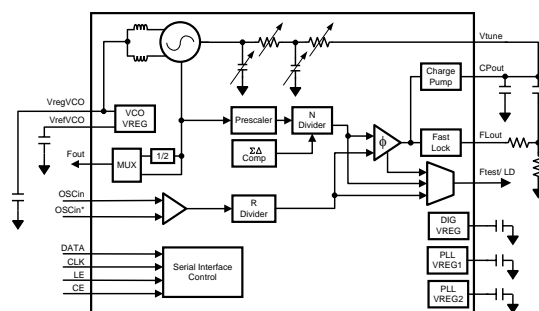 Vtune
Charge
Pump
CPout
VregVCO
VCO
VREG
VrefVCO
Prescaler
N
Divider
ΣΔ
Comp
ϕ
Fast
Lock
FLout
Fout
MUX
1/2
Ftest/ LD
OSCin
OSCin*
R
Divider
DIG
VREG
DATA
CLK
LE
CE
Serial Interface
Control
PLL
VREG1
PLL
VREG2